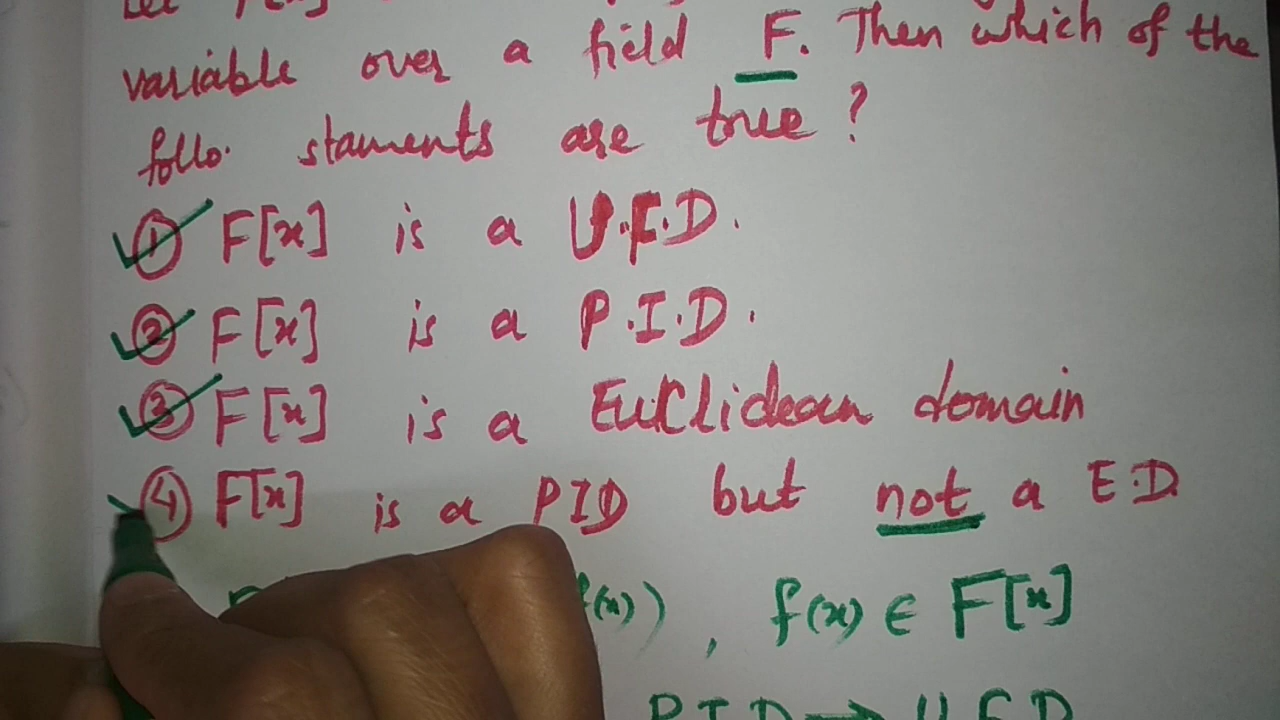 Let
variable over a field F. Then which of the
follo. staments are true?
① F[x] is a U.F.D.
② F[x] is a P.I.D.
③ F[x] is a Euclidean domain
④ F[x] is a PID but not a E.D
f(x)) , f(x) ∈ F[x]
P.I.D → U.F.D